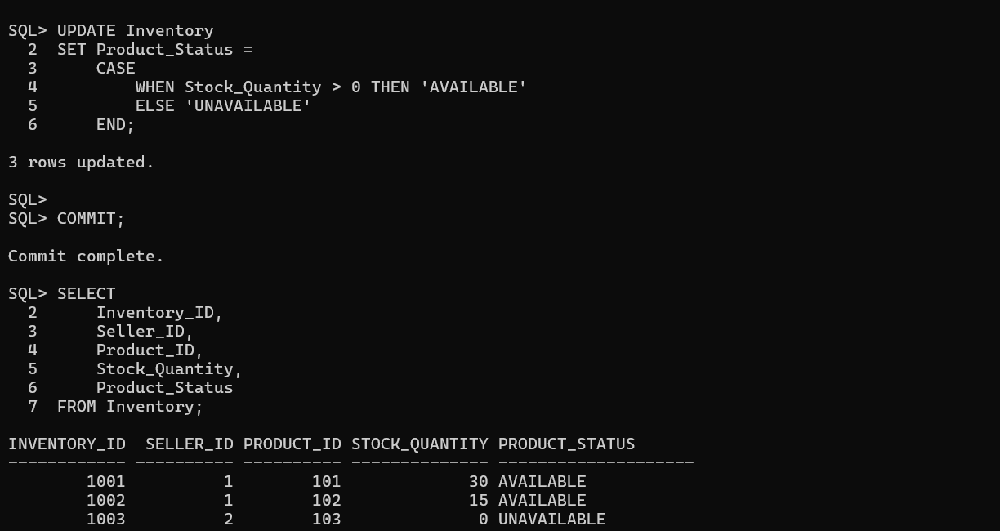 SQL> UPDATE Inventory
  2  SET Product_Status =
  3      CASE
  4          WHEN Stock_Quantity > 0 THEN 'AVAILABLE'
  5          ELSE 'UNAVAILABLE'
  6      END;
3 rows updated.
SQL>
SQL> COMMIT;
Commit complete.
SQL> SELECT
  2      Inventory_ID,
  3      Seller_ID,
  4      Product_ID,
  5      Stock_Quantity,
  6      Product_Status
  7  FROM Inventory;
INVENTORY_ID  SELLER_ID PRODUCT_ID STOCK_QUANTITY PRODUCT_STATUS
------------ ---------- ---------- -------------- --------------------
        1001          1        101             30 AVAILABLE
        1002          1        102             15 AVAILABLE
        1003          2        103              0 UNAVAILABLE